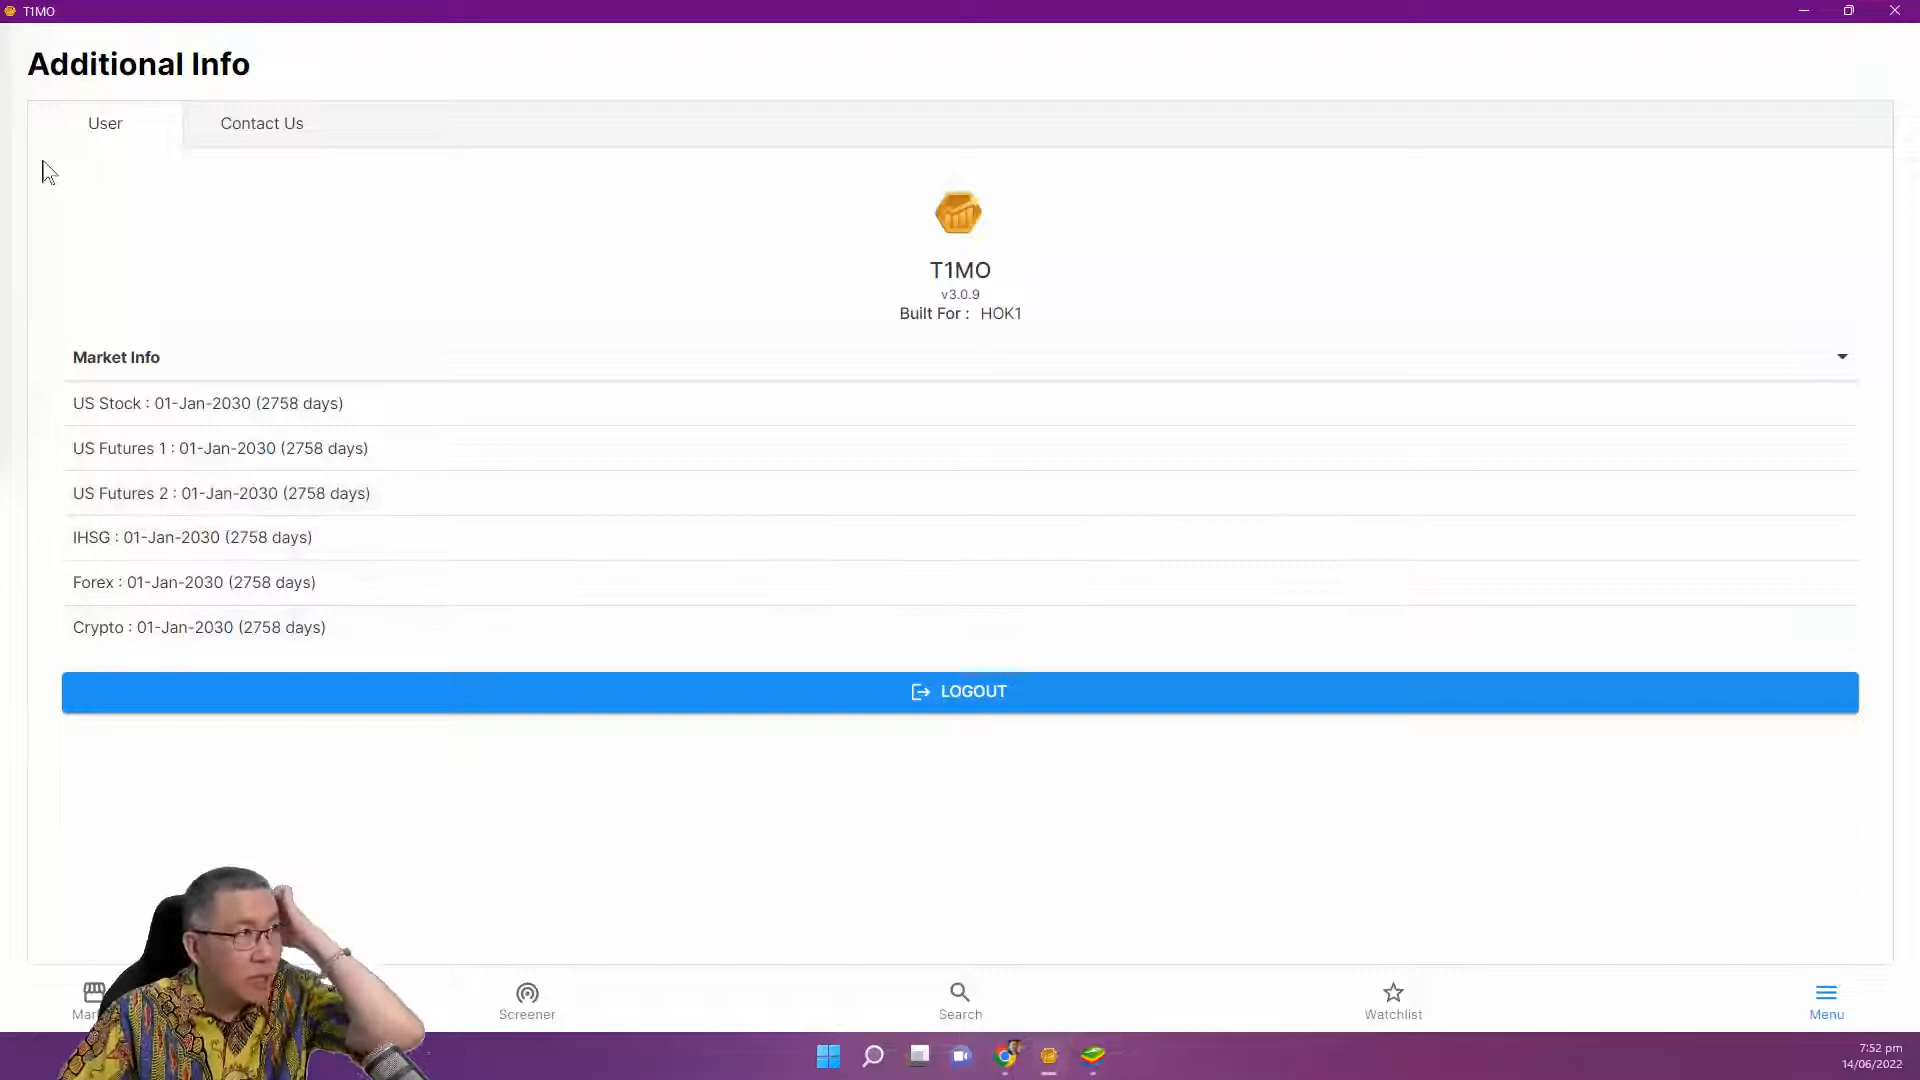 T1MO
Additional Info
User
Contact Us
T1MO
v3.0.9
Built For : HOK1
Market Info
US Stock : 01-Jan-2030 (2758 days)
US Futures 1 : 01-Jan-2030 (2758 days)
US Futures 2 : 01-Jan-2030 (2758 days)
IHSG : 01-Jan-2030 (2758 days)
Forex : 01-Jan-2030 (2758 days)
Crypto : 01-Jan-2030 (2758 days)
LOGOUT
Screener
Search
Watchlist
Menu
7:52 pm
14/06/2022